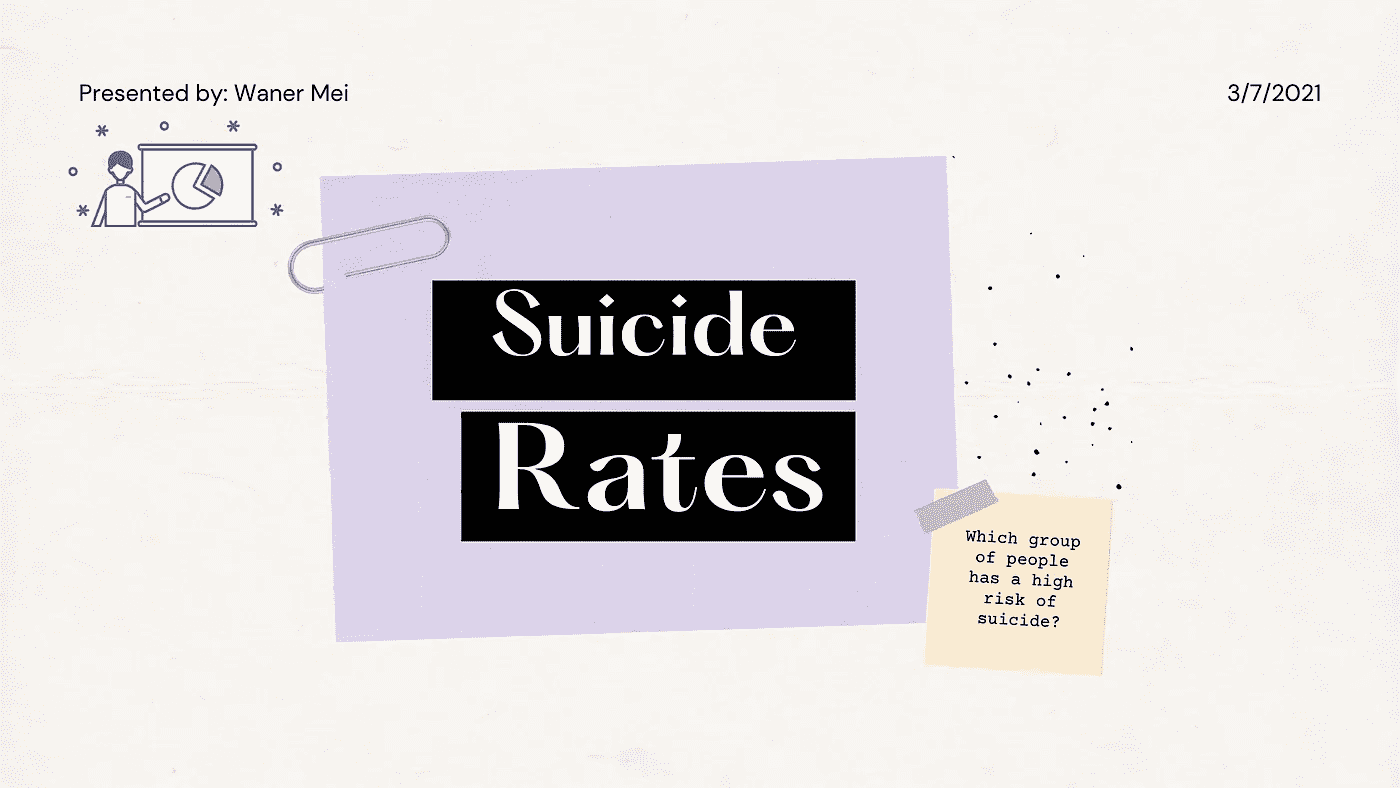 Presented by: Waner Mei
3/7/2021
Suicide
Rates
Which group
of people
has a high
risk of
suicide?